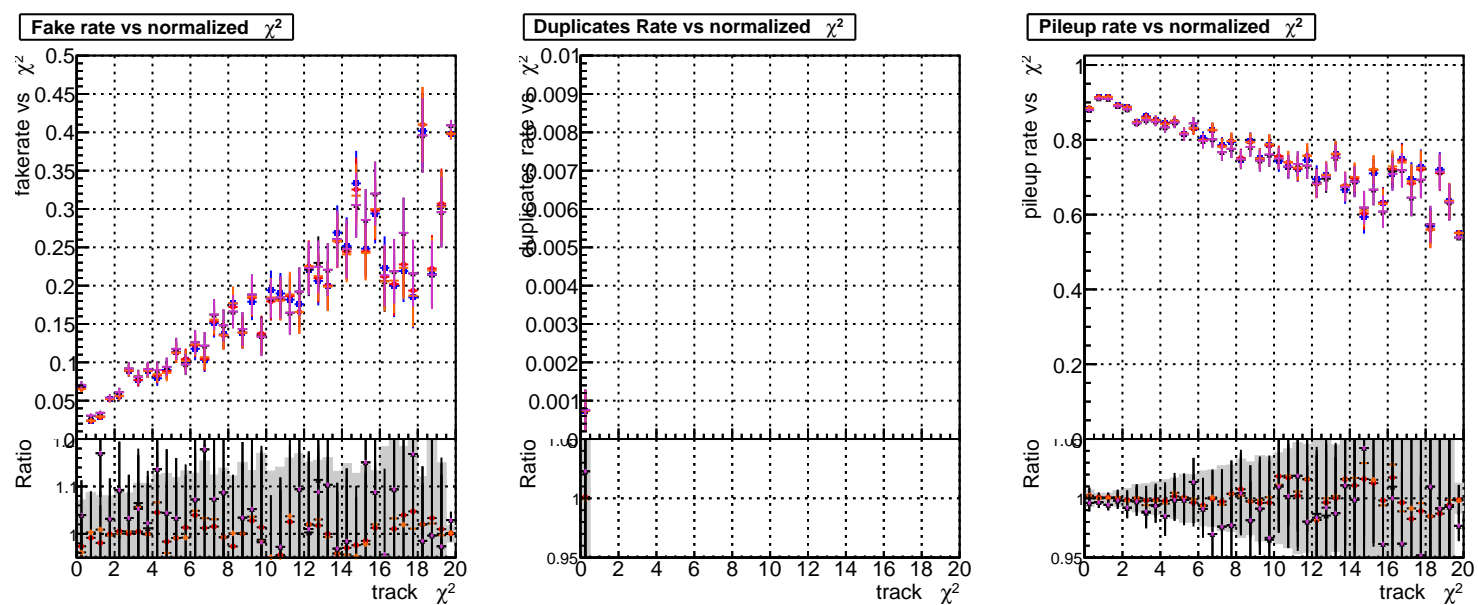 Fake rate vs normalized χ²
fakerate vs χ²
0.5
0.45
0.4
0.35
0.3
0.25
0.2
0.15
0.1
0.05
Ratio
1.1
1
0 2 4 6 8 10 12 14 16 18 20
track χ²
Duplicates Rate vs normalized χ²
duplicates rate vs χ²
0.01
0.009
0.008
0.007
0.006
0.005
0.004
0.003
0.002
0.001
Ratio
1
0.95
0 2 4 6 8 10 12 14 16 18 20
track χ²
Pileup rate vs normalized χ²
pileup rate vs χ²
1
0.8
0.6
0.4
0.2
Ratio
1
0.95
0 2 4 6 8 10 12 14 16 18 20
track χ²